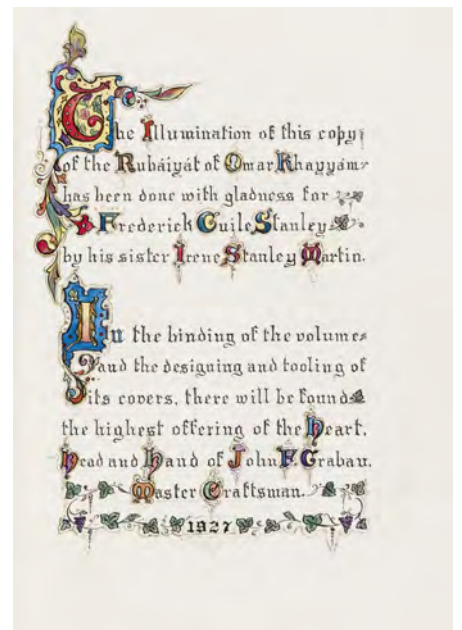 The Illumination of this copy
of the Rubáiyát of Omar Khayyám
has been done with gladness for
Frederick Guile Stanley
by his sister Irene Stanley Martin.
In the binding of the volume
and the designing and tooling of
its covers, there will be found
the highest offering of the Heart,
Head and Hand of John F. Grabau.
Master Craftsman.
1927